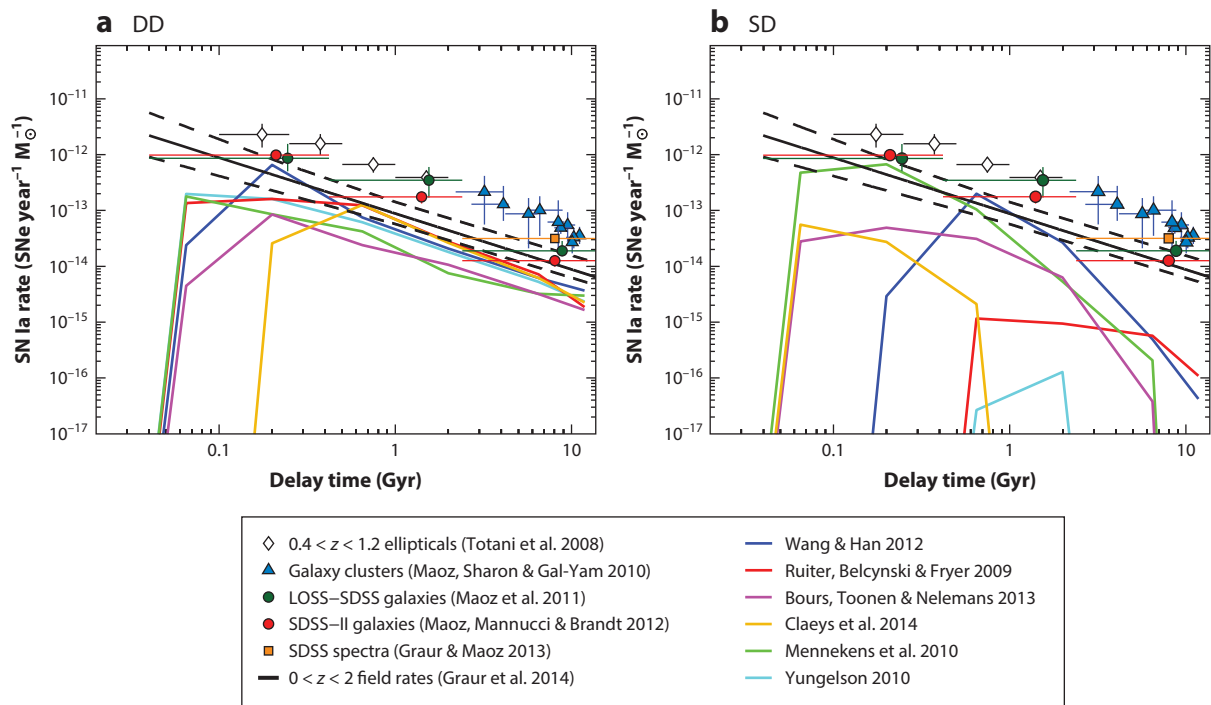 a DD
b SD
SN Ia rate (SNe year⁻¹ M⊙⁻¹)
10⁻¹¹
10⁻¹²
10⁻¹³
10⁻¹⁴
10⁻¹⁵
10⁻¹⁶
10⁻¹⁷
0.1 1 10
Delay time (Gyr)
SN Ia rate (SNe year⁻¹ M⊙⁻¹)
10⁻¹¹
10⁻¹²
10⁻¹³
10⁻¹⁴
10⁻¹⁵
10⁻¹⁶
10⁻¹⁷
0.1 1 10
Delay time (Gyr)
0.4 < z < 1.2 ellipticals (Totani et al. 2008)
Galaxy clusters (Maoz, Sharon & Gal-Yam 2010)
LOSS–SDSS galaxies (Maoz et al. 2011)
SDSS-II galaxies (Maoz, Mannucci & Brandt 2012)
SDSS spectra (Graur & Maoz 2013)
0 < z < 2 field rates (Graur et al. 2014)
Wang & Han 2012
Ruiter, Belcynski & Fryer 2009
Bours, Toonen & Nelemans 2013
Claeys et al. 2014
Mennekens et al. 2010
Yungelson 2010